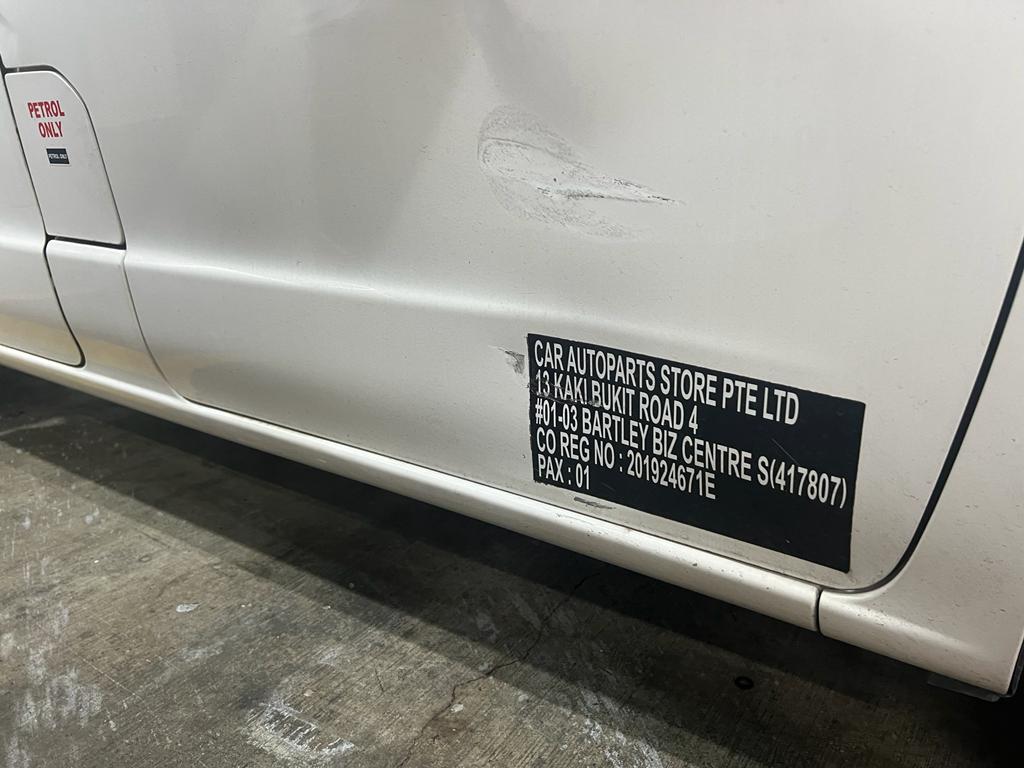 PETROL
ONLY
PETROL ONLY
CAR AUTOPARTS STORE PTE LTD
13 KAKI BUKIT ROAD 4
#01-03 BARTLEY BIZ CENTRE S(417807)
CO REG NO : 201924671E
PAX : 01